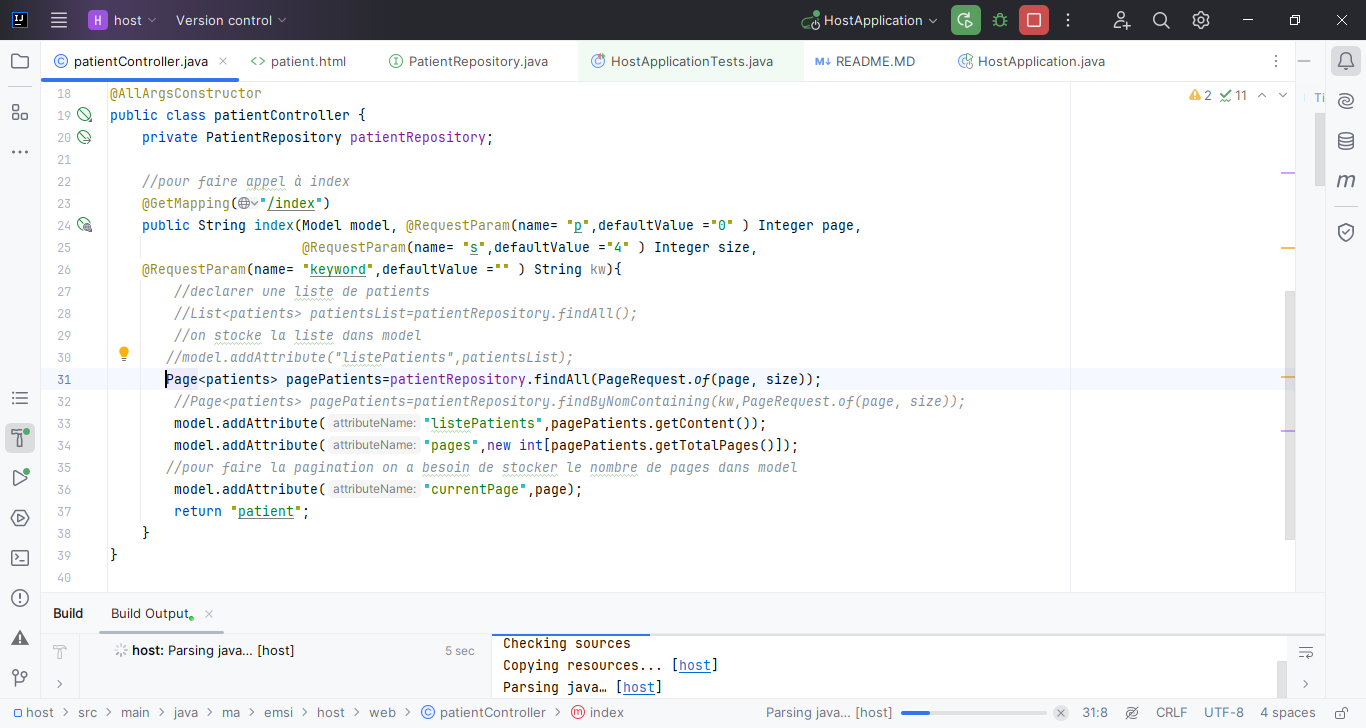 H host Version control HostApplication
patientController.java patient.html PatientRepository.java HostApplicationTests.java README.MD HostApplication.java
18 @AllArgsConstructor
19 public class patientController {
20 private PatientRepository patientRepository;
21
22 //pour faire appel à index
23 @GetMapping("/index")
24 public String index(Model model, @RequestParam(name= "p",defaultValue ="0" ) Integer page,
25 @RequestParam(name= "s",defaultValue ="4" ) Integer size,
26 @RequestParam(name= "keyword",defaultValue ="" ) String kw){
27 //declarer une liste de patients
28 //List<patients> patientsList=patientRepository.findAll();
29 //on stocke la liste dans model
30 //model.addAttribute("listePatients",patientsList);
31 Page<patients> pagePatients=patientRepository.findAll(PageRequest.of(page, size));
32 //Page<patients> pagePatients=patientRepository.findByNomContaining(kw,PageRequest.of(page, size));
33 model.addAttribute( attributeName: "listePatients",pagePatients.getContent());
34 model.addAttribute( attributeName: "pages",new int[pagePatients.getTotalPages()]);
35 //pour faire la pagination on a besoin de stocker le nombre de pages dans model
36 model.addAttribute( attributeName: "currentPage",page);
37 return "patient";
38 }
39 }
40
2 11
Ti
Build Build Output
host: Parsing java... [host] 5 sec
Checking sources
Copying resources... [host]
Parsing java… [host]
host > src > main > java > ma > emsi > host > web > patientController > index Parsing java... [host] 31:8 CRLF UTF-8 4 spaces